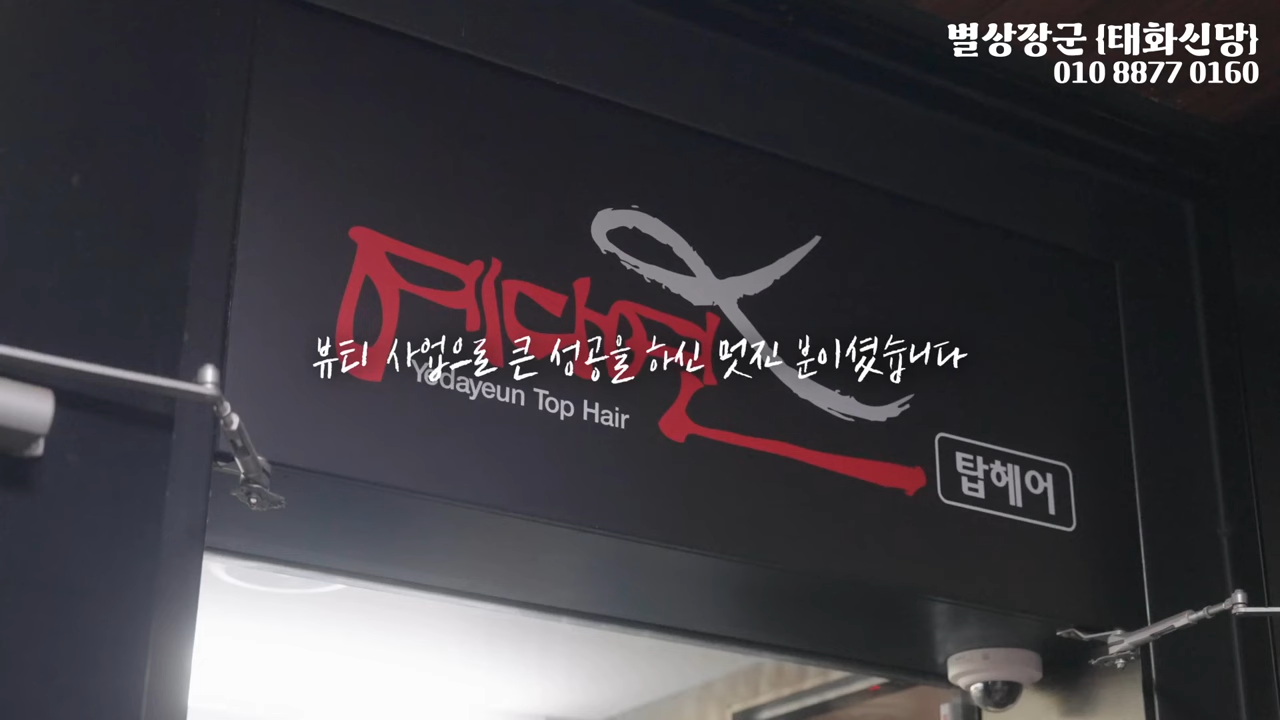 별상장군 {태화신당}
010 8877 0160
예다연
뷰티 사업으로 큰 성공을 하신 멋진 분이셨습니다
Yedayeun Top Hair
탑헤어